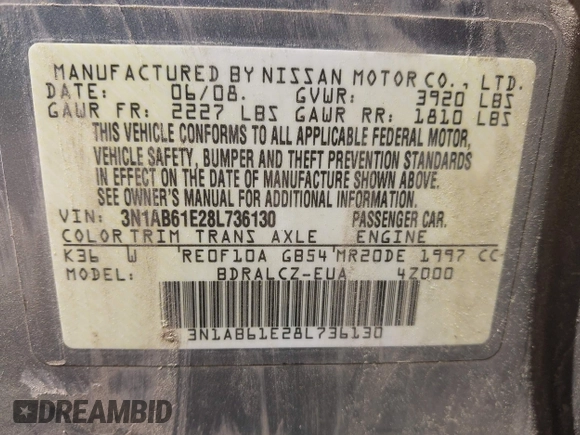 MANUFACTURED BY NISSAN MOTOR CO., LTD.
DATE: 06/08. GVWR: 3920 LBS
GAWR FR: 2227 LBS GAWR RR: 1810 LBS
THIS VEHICLE CONFORMS TO ALL APPLICABLE FEDERAL MOTOR,
VEHICLE SAFETY, BUMPER AND THEFT PREVENTION STANDARDS
IN EFFECT ON THE DATE OF MANUFACTURE SHOWN ABOVE.
SEE OWNER'S MANUAL FOR ADDITIONAL INFORMATION.
VIN: 3N1AB61E28L736130 PASSENGER CAR.
COLOR TRIM TRANS AXLE ENGINE
K36 W RE0F10A GB54 MR20DE 1997 CC
MODEL: BDRALCZ-EUA 4Z000
3N1AB61E28L736130
DREAMBID